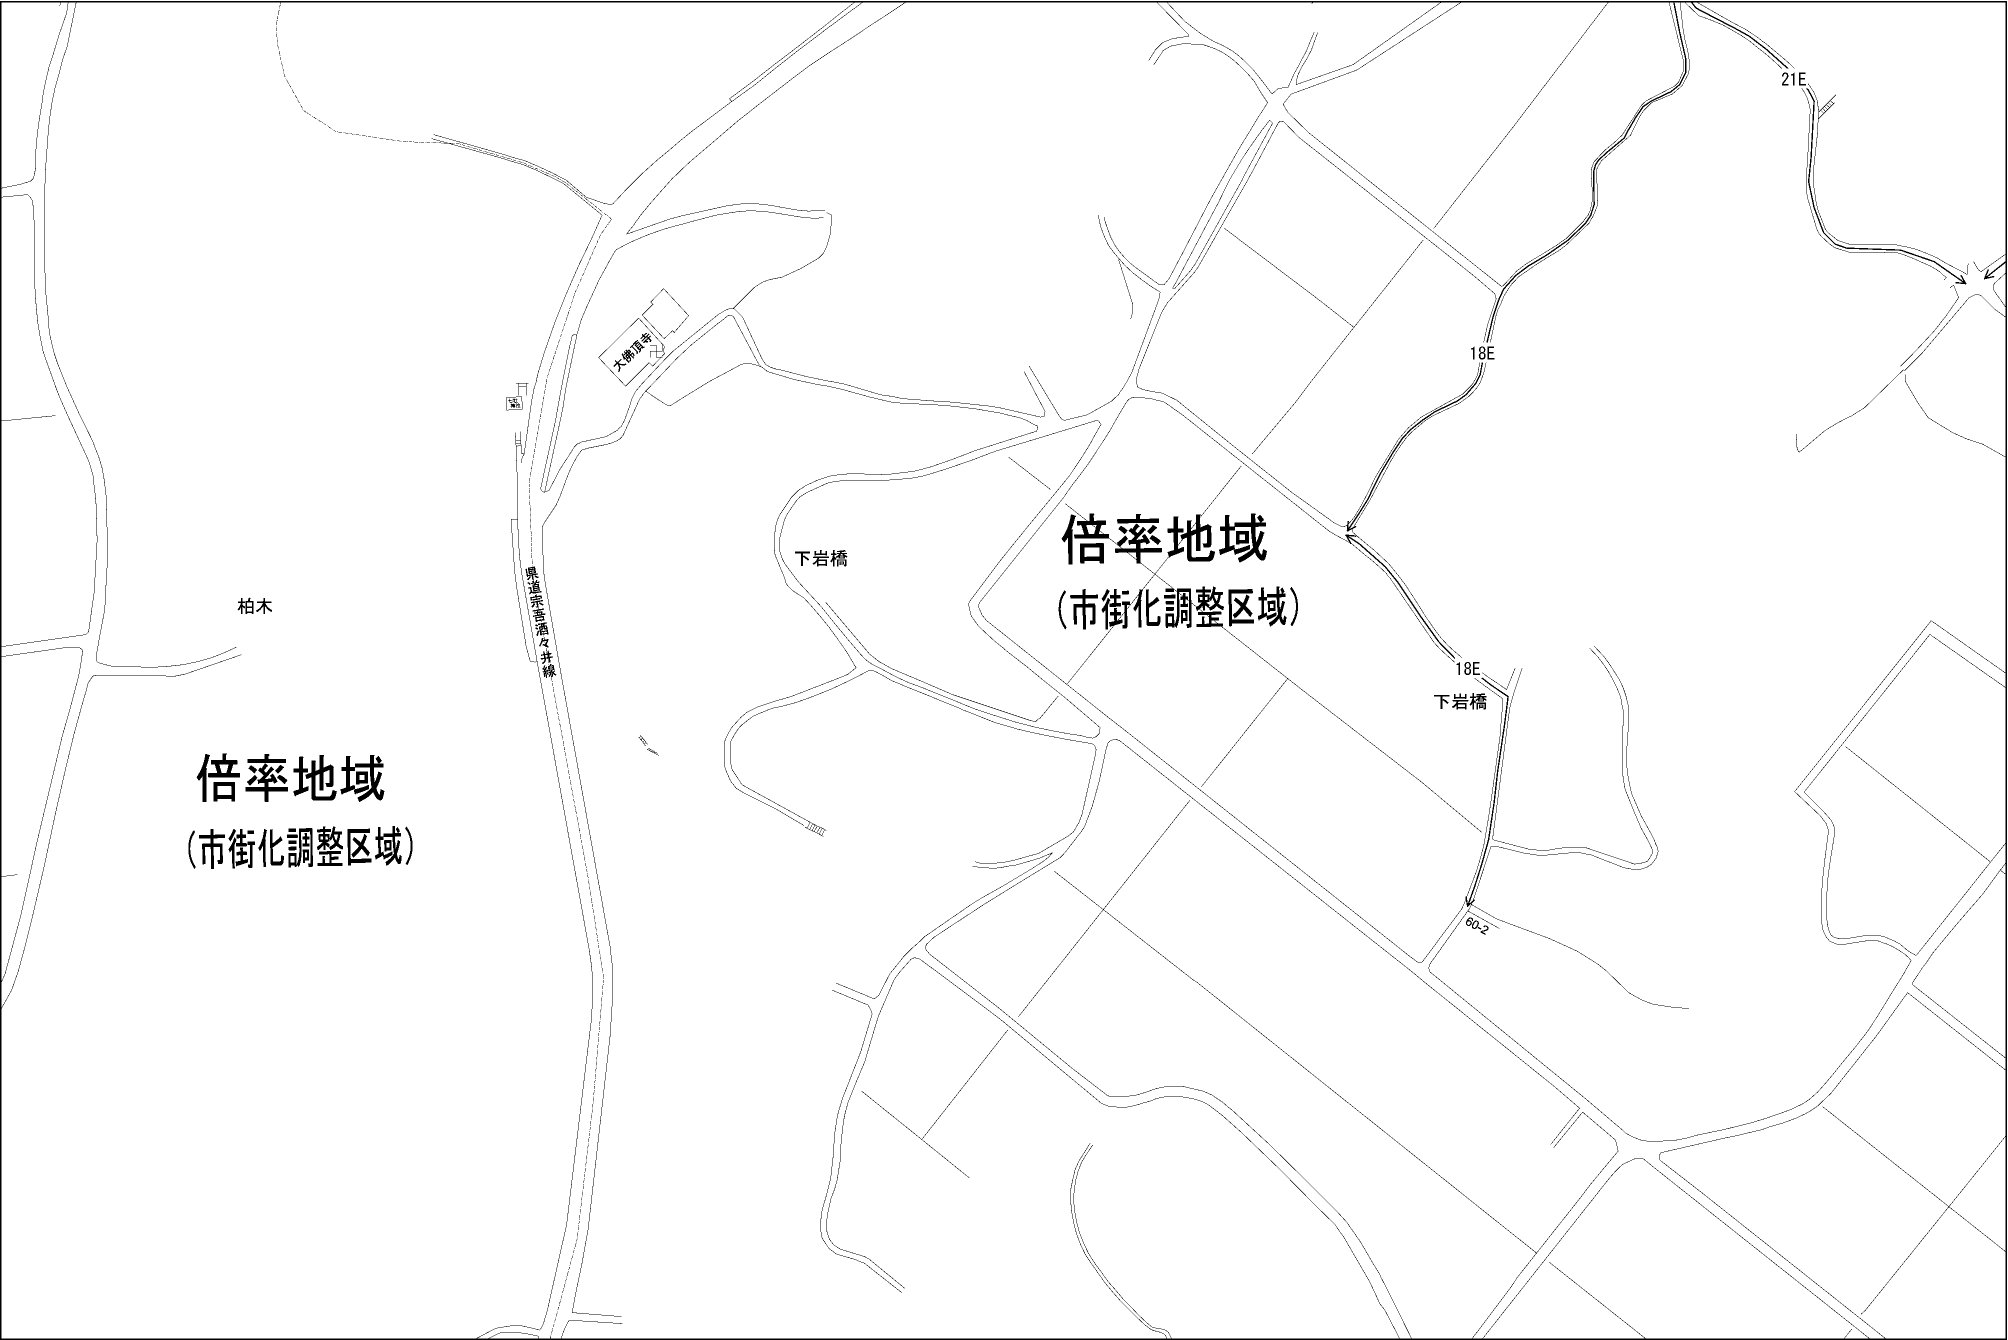 21E
18E
大佛頂寺
倍率地域
(市街化調整区域)
下岩橋
県道宗吾酒々井線
柏木
18E
下岩橋
倍率地域
(市街化調整区域)
60-2